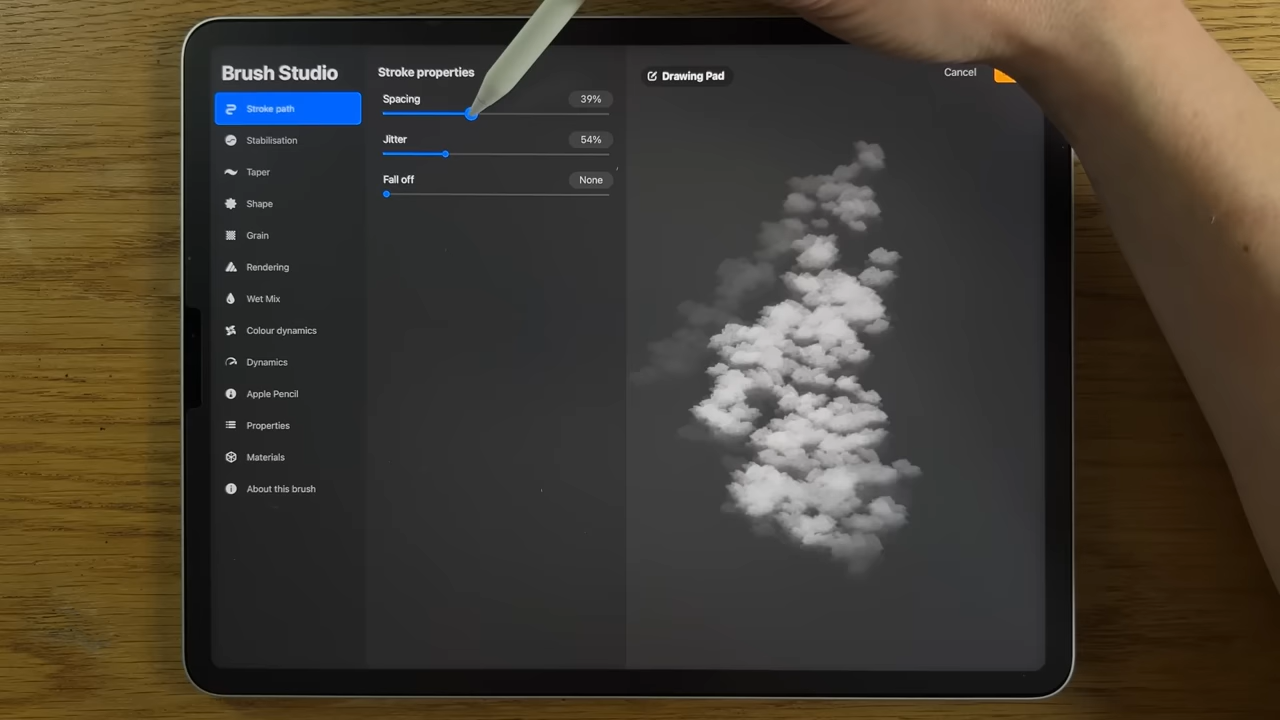 Brush Studio
Stroke path
Stabilisation
Taper
Shape
Grain
Rendering
Wet Mix
Colour dynamics
Dynamics
Apple Pencil
Properties
Materials
About this brush
Stroke properties
Spacing 39%
Jitter 54%
Fall off None
Drawing Pad
Cancel